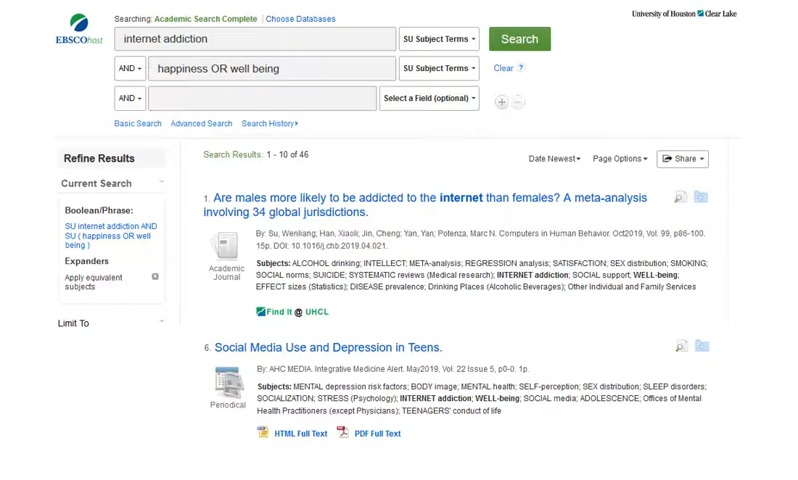 Searching: Academic Search Complete | Choose Databases
University of Houston Clear Lake
EBSCOhost
internet addiction
SU Subject Terms
Search
AND
happiness OR well being
SU Subject Terms
Clear ?
AND
Select a Field (optional)
Basic Search Advanced Search Search History
Refine Results
Current Search
Boolean/Phrase:
SU internet addiction AND
SU ( happiness OR well
being )
Expanders
Apply equivalent
subjects
Limit To
Search Results: 1 - 10 of 46
Date Newest Page Options Share
1. Are males more likely to be addicted to the internet than females? A meta-analysis
involving 34 global jurisdictions.
By: Su, Wenliang; Han, Xiaoli; Jin, Cheng; Yan, Yan; Potenza, Marc N. Computers in Human Behavior. Oct2019, Vol. 99, p86-100.
15p. DOI: 10.1016/j.chb.2019.04.021.
Academic
Journal
Subjects: ALCOHOL drinking; INTELLECT; META-analysis; REGRESSION analysis; SATISFACTION; SEX distribution; SMOKING;
SOCIAL norms; SUICIDE; SYSTEMATIC reviews (Medical research); INTERNET addiction; SOCIAL support; WELL-being;
EFFECT sizes (Statistics); DISEASE prevalence; Drinking Places (Alcoholic Beverages); Other Individual and Family Services
Find It @ UHCL
6. Social Media Use and Depression in Teens.
By: AHC MEDIA. Integrative Medicine Alert. May2019, Vol. 22 Issue 5, p0-0. 1p.
Periodical
Subjects: MENTAL depression risk factors; BODY image; MENTAL health; SELF-perception; SEX distribution; SLEEP disorders;
SOCIALIZATION; STRESS (Psychology); INTERNET addiction; WELL-being; SOCIAL media; ADOLESCENCE; Offices of Mental
Health Practitioners (except Physicians); TEENAGERS' conduct of life
HTML Full Text PDF Full Text